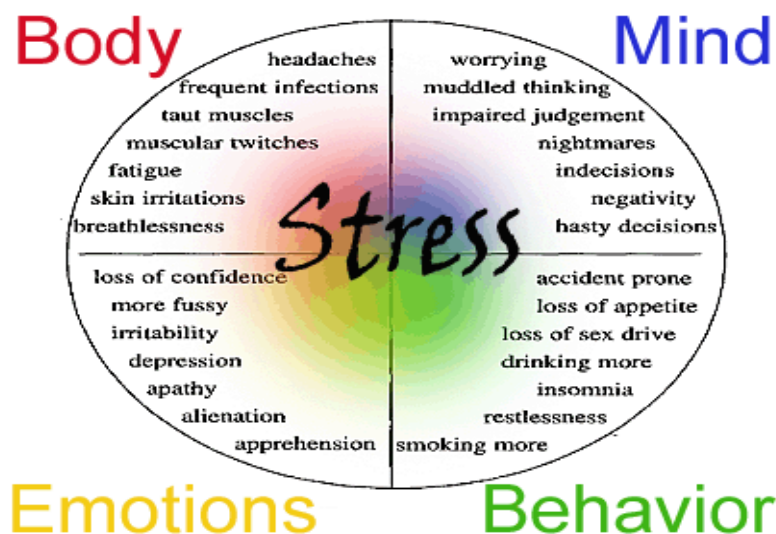 Body
headaches
frequent infections
taut muscles
muscular twitches
fatigue
skin irritations
breathlessness
Mind
worrying
muddled thinking
impaired judgement
nightmares
indecisions
negativity
hasty decisions
Stress
loss of confidence
more fussy
irritability
depression
apathy
alienation
apprehension
Emotions
accident prone
loss of appetite
loss of sex drive
drinking more
insomnia
restlessness
smoking more
Behavior